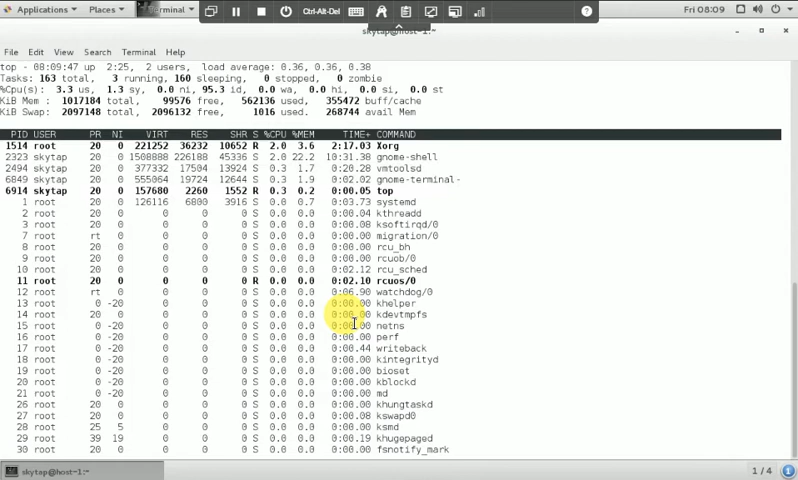 Applications Places Terminal Ctrl-Alt-Del ? Fri 08:09
skytap@host-1:~
File Edit View Search Terminal Help
top - 08:09:47 up 2:25, 2 users, load average: 0.36, 0.36, 0.38
Tasks: 163 total, 3 running, 160 sleeping, 0 stopped, 0 zombie
%Cpu(s): 3.3 us, 1.3 sy, 0.0 ni, 95.3 id, 0.0 wa, 0.0 hi, 0.0 si, 0.0 st
KiB Mem : 1017184 total, 99576 free, 562136 used, 355472 buff/cache
KiB Swap: 2097148 total, 2096132 free, 1016 used. 268744 avail Mem
PID USER PR NI VIRT RES SHR S %CPU %MEM TIME+ COMMAND
1514 root 20 0 221252 36232 10652 R 2.0 3.6 2:17.03 Xorg
2323 skytap 20 0 1508888 226188 45336 S 2.0 22.2 10:31.38 gnome-shell
2494 skytap 20 0 377332 17504 13924 S 0.3 1.7 0:20.28 vmtoolsd
6849 skytap 20 0 555064 19724 12644 S 0.3 1.9 0:02.02 gnome-terminal-
6914 skytap 20 0 157680 2260 1552 R 0.3 0.2 0:00.05 top
1 root 20 0 126116 6800 3916 S 0.0 0.7 0:03.73 systemd
2 root 20 0 0 0 0 S 0.0 0.0 0:00.04 kthreadd
3 root 20 0 0 0 0 S 0.0 0.0 0:00.08 ksoftirqd/0
7 root rt 0 0 0 0 S 0.0 0.0 0:00.00 migration/0
8 root 20 0 0 0 0 S 0.0 0.0 0:00.00 rcu_bh
9 root 20 0 0 0 0 S 0.0 0.0 0:00.00 rcuob/0
10 root 20 0 0 0 0 S 0.0 0.0 0:02.12 rcu_sched
11 root 20 0 0 0 0 R 0.0 0.0 0:02.10 rcuos/0
12 root rt 0 0 0 0 S 0.0 0.0 0:06.90 watchdog/0
13 root 0 -20 0 0 0 S 0.0 0.0 0:00.00 khelper
14 root 20 0 0 0 0 S 0.0 0.0 0:00.00 kdevtmpfs
15 root 0 -20 0 0 0 S 0.0 0.0 0:00.00 netns
16 root 0 -20 0 0 0 S 0.0 0.0 0:00.00 perf
17 root 0 -20 0 0 0 S 0.0 0.0 0:00.44 writeback
18 root 0 -20 0 0 0 S 0.0 0.0 0:00.00 kintegrityd
19 root 0 -20 0 0 0 S 0.0 0.0 0:00.00 bioset
20 root 0 -20 0 0 0 S 0.0 0.0 0:00.00 kblockd
21 root 0 -20 0 0 0 S 0.0 0.0 0:00.00 md
26 root 20 0 0 0 0 S 0.0 0.0 0:00.00 khungtaskd
27 root 20 0 0 0 0 S 0.0 0.0 0:00.08 kswapd0
28 root 25 5 0 0 0 S 0.0 0.0 0:00.00 ksmd
29 root 39 19 0 0 0 S 0.0 0.0 0:00.19 khugepaged
30 root 20 0 0 0 0 S 0.0 0.0 0:00.00 fsnotify_mark
skytap@host-1:~ 1 / 4